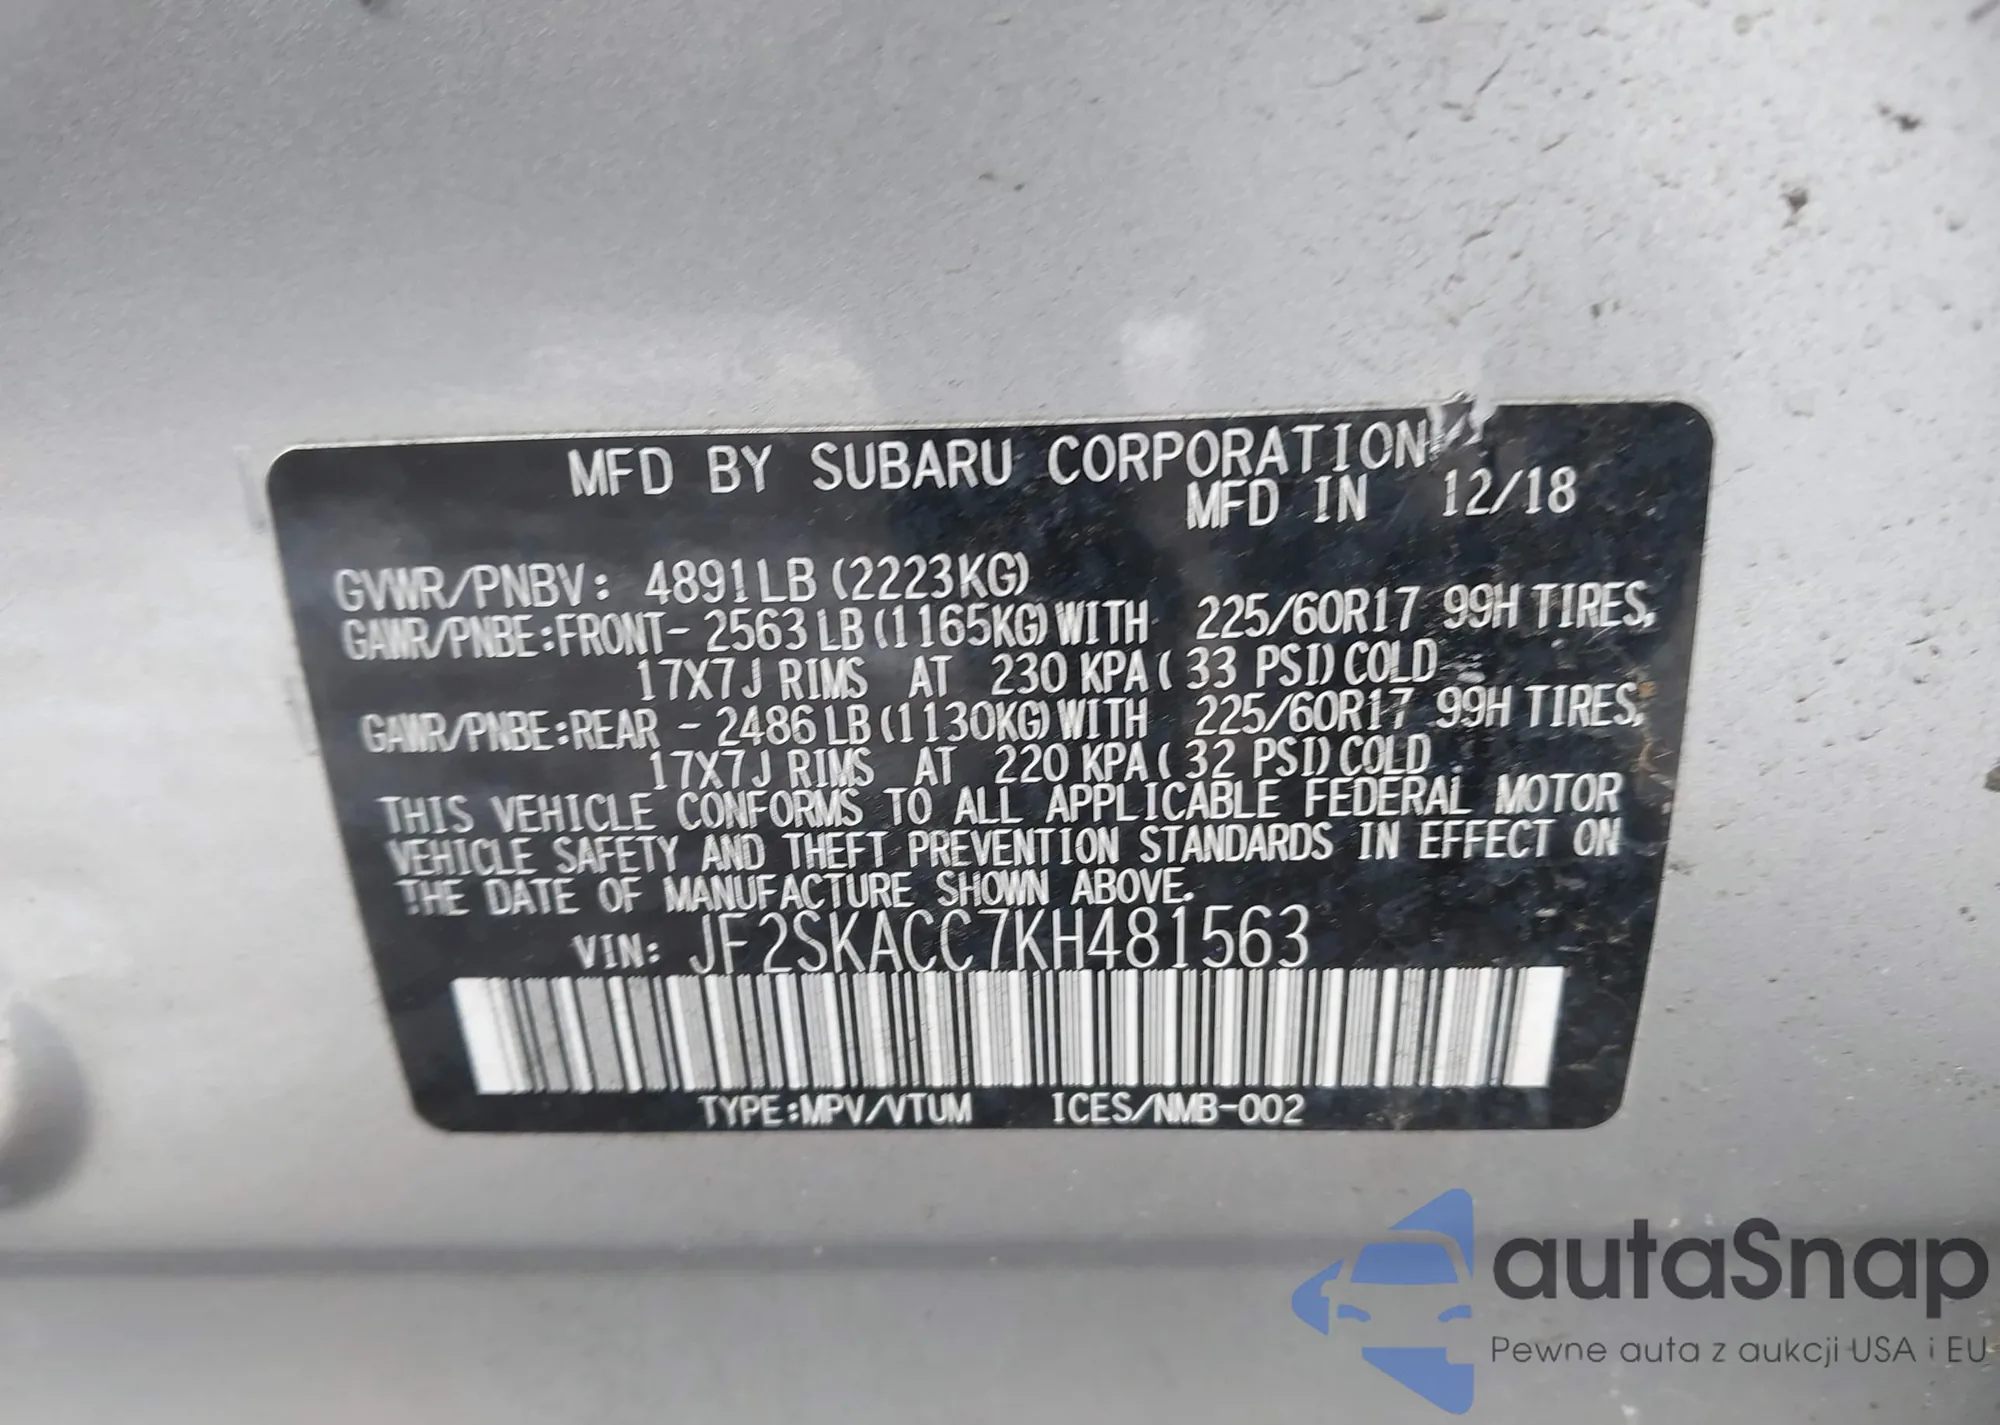 MFD BY SUBARU CORPORATION
MFD IN 12/18
GVWR/PNBV: 4891LB(2223KG)
GAWR/PNBE:FRONT- 2563LB(1165KG)WITH 225/60R17 99H TIRES,
17X7J RIMS AT 230 KPA( 33 PSI)COLD
GAWR/PNBE:REAR - 2486LB(1130KG)WITH 225/60R17 99H TIRES,
17X7J RIMS AT 220 KPA( 32 PSI)COLD
THIS VEHICLE CONFORMS TO ALL APPLICABLE FEDERAL MOTOR
VEHICLE SAFETY AND THEFT PREVENTION STANDARDS IN EFFECT ON
THE DATE OF MANUFACTURE SHOWN ABOVE.
VIN: JF2SKACC7KH481563
TYPE:MPV/VTUM ICES/NMB-002
autaSnap
Pewne auta z aukcji USA i EU